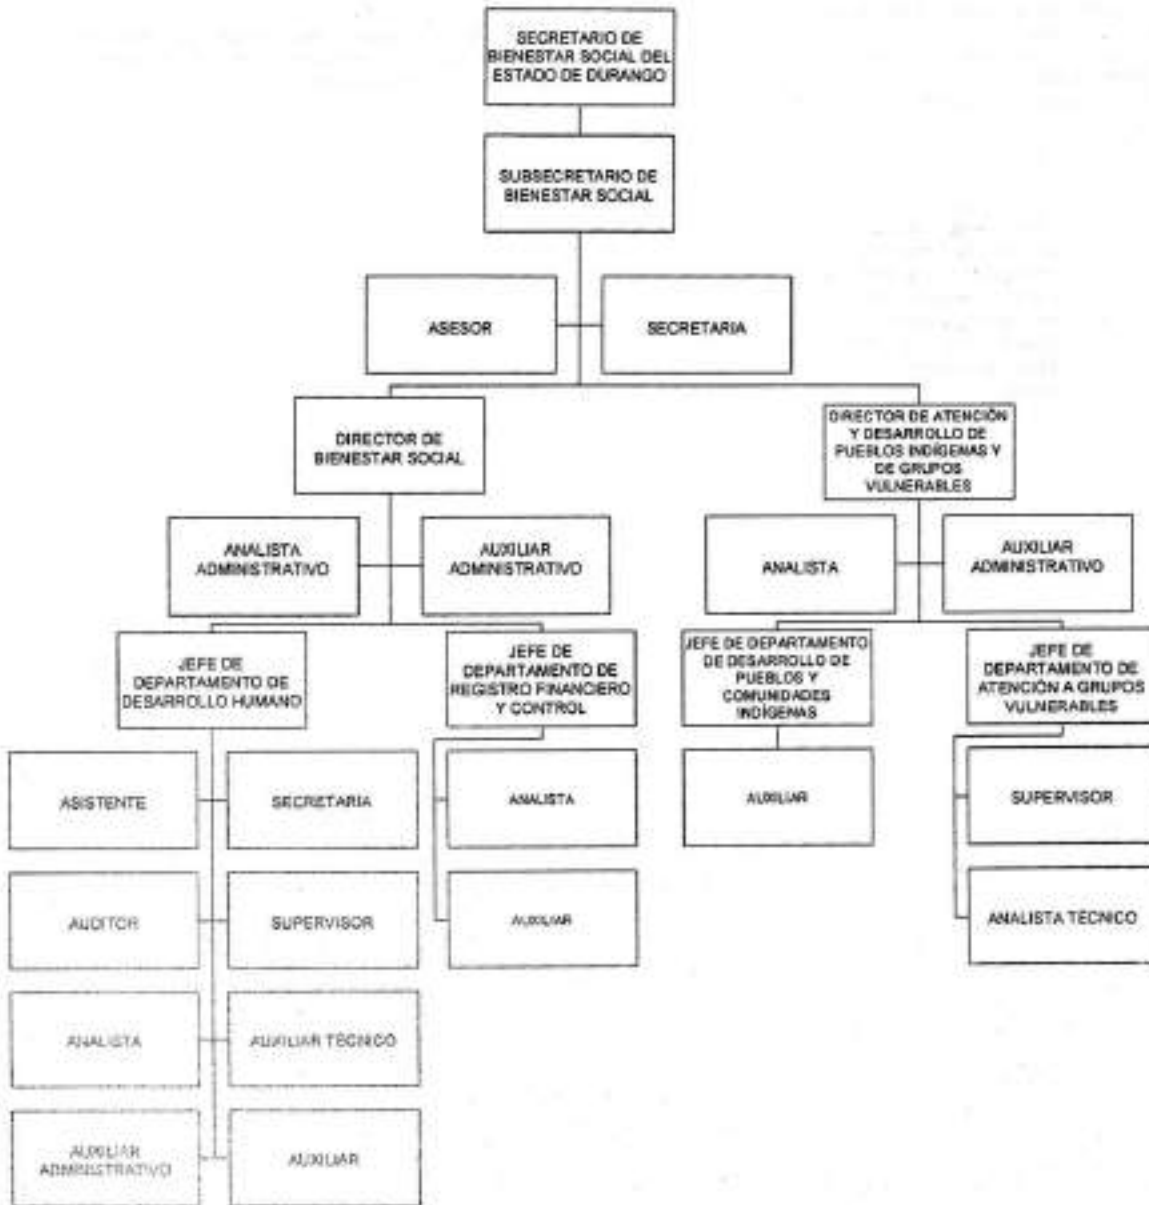 SECRETARIO DE
BIENESTAR SOCIAL DEL
ESTADO DE DURANGO
SUBSECRETARIO DE
BIENESTAR SOCIAL
ASESOR
SECRETARIA
DIRECTOR DE
BIENESTAR SOCIAL
DIRECTOR DE ATENCIÓN
Y DESARROLLO DE
PUEBLOS INDÍGENAS Y
DE GRUPOS
VULNERABLES
ANALISTA
ADMINISTRATIVO
AUXILIAR
ADMINISTRATIVO
ANALISTA
AUXILIAR
ADMINISTRATIVO
JEFE DE
DEPARTAMENTO DE
DESARROLLO HUMANO
JEFE DE
DEPARTAMENTO DE
REGISTRO FINANCIERO
Y CONTROL
JEFE DE DEPARTAMENTO
DE DESARROLLO DE
PUEBLOS Y
COMUNIDADES
INDÍGENAS
JEFE DE
DEPARTAMENTO DE
ATENCIÓN A GRUPOS
VULNERABLES
ASISTENTE
SECRETARIA
ANALISTA
AUXILIAR
SUPERVISOR
AUDITOR
SUPERVISOR
AUXILIAR
ANALISTA TÉCNICO
ANALISTA
AUXILIAR TÉCNICO
AUXILIAR
ADMINISTRATIVO
AUXILIAR